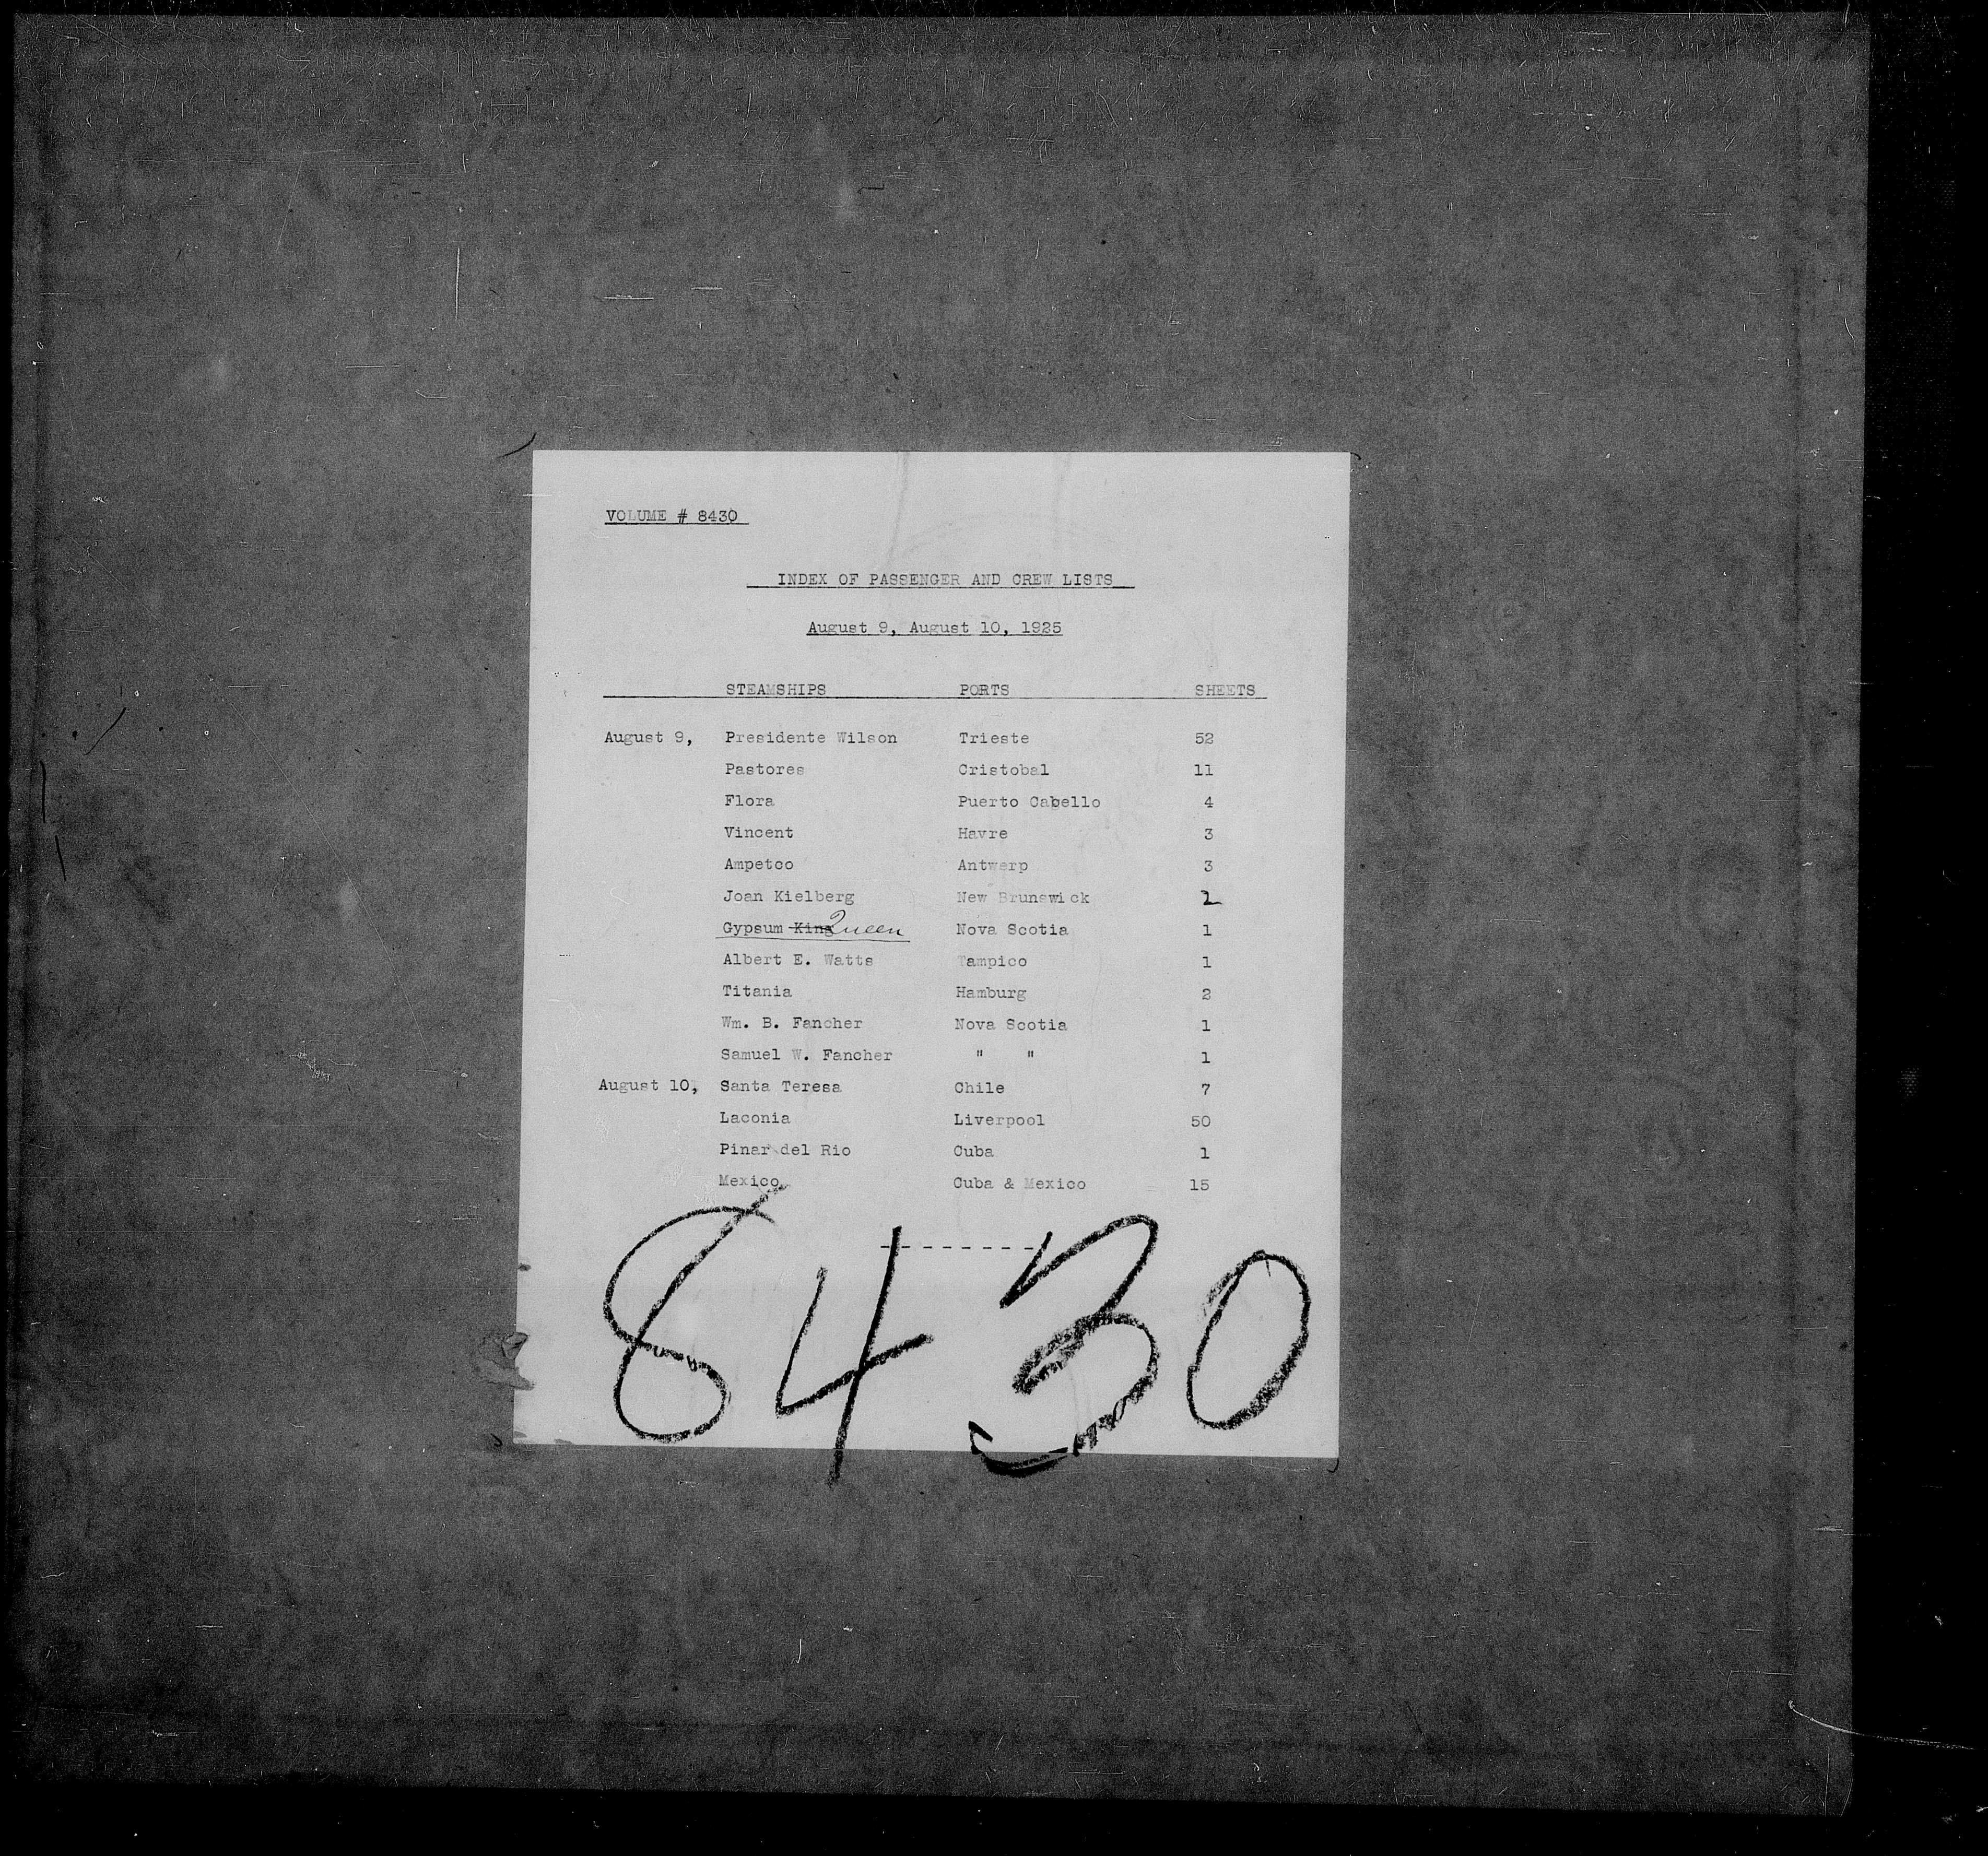 VOLUME # 8430
INDEX OF PASSENGER AND CREW LISTS
August 9, August 10, 1925
STEAMSHIPS PORTS SHEETS
August 9, Presidente Wilson Trieste 52
Pastores Cristobal 11
Flora Puerto Cabello 4
Vincent Havre 3
Ampetco Antwerp 3
Joan Kielberg New Brunswick 2
Gypsum King Queen Nova Scotia 1
Albert E. Watts Tampico 1
Titania Hamburg 2
Wm. B. Fancher Nova Scotia 1
Samuel W. Fancher " " 1
August 10, Santa Teresa Chile 7
Laconia Liverpool 50
Pinar del Rio Cuba 1
Mexico Cuba & Mexico 15
---------
8430